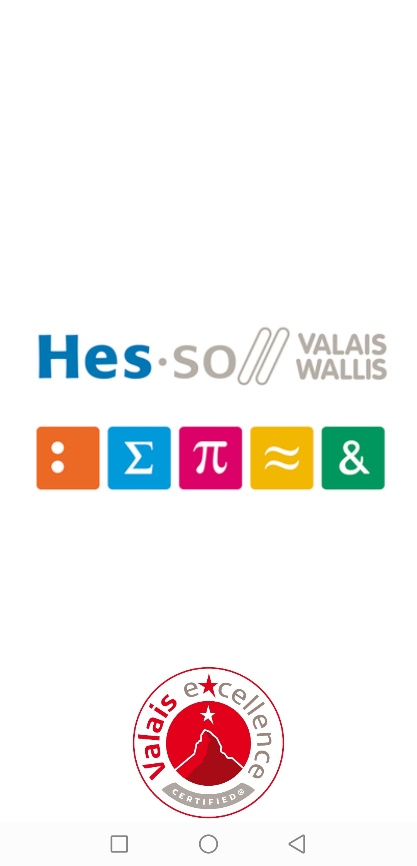 Hes·so VALAIS
WALLIS
: Σ π ≈ &
Valais excellence
CERTIFIED®